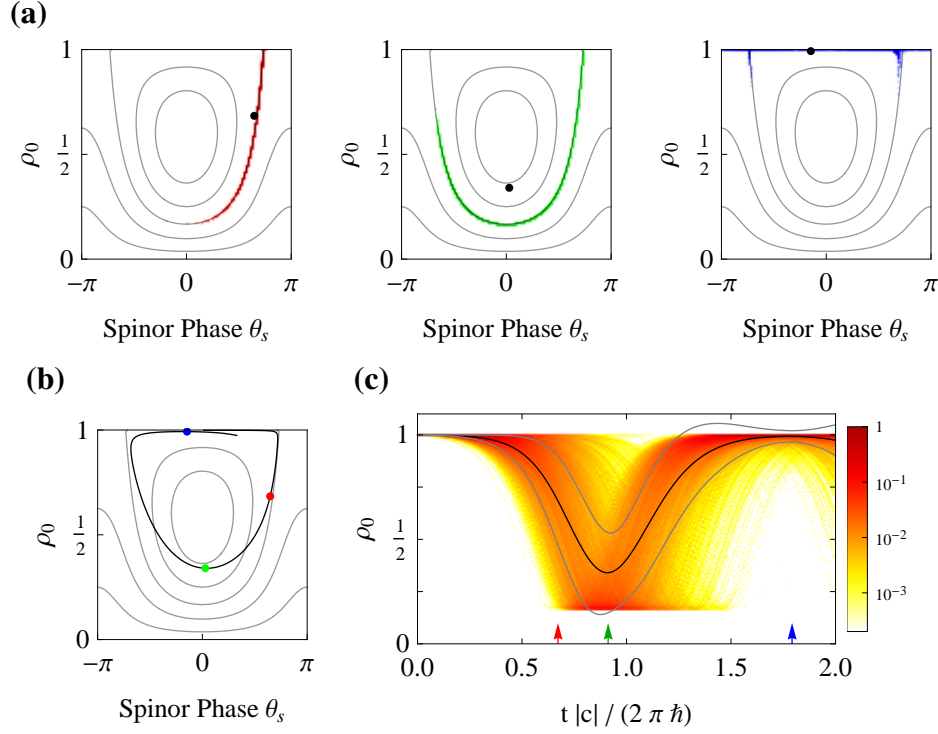 (a)
1
ρ₀ 1/2
0
−π 0 π
Spinor Phase θₛ
1
ρ₀ 1/2
0
−π 0 π
Spinor Phase θₛ
1
ρ₀ 1/2
0
−π 0 π
Spinor Phase θₛ
(b)
1
ρ₀ 1/2
0
−π 0 π
Spinor Phase θₛ
(c)
1
ρ₀ 1/2
0
0.0 0.5 1.0 1.5 2.0
t |c| / (2 π ℏ)
1
10⁻¹
10⁻²
10⁻³